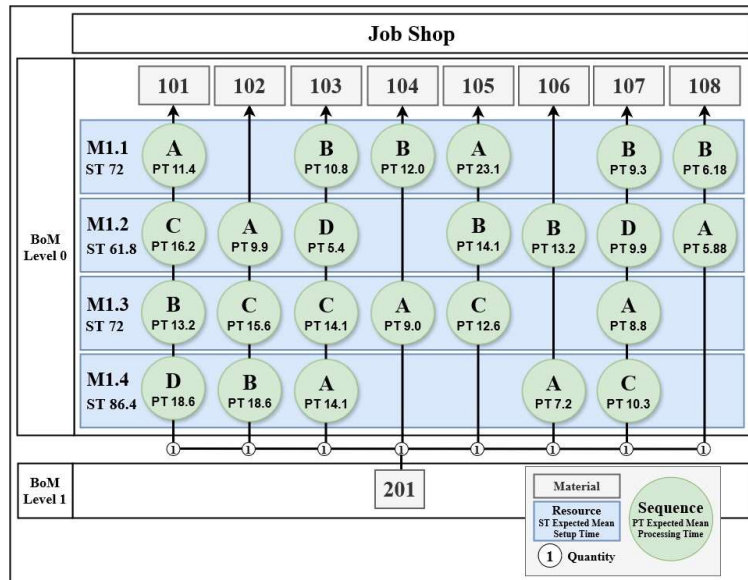 Job Shop
101 102 103 104 105 106 107 108
M1.1
ST 72
A
PT 11.4
B
PT 10.8
B
PT 12.0
A
PT 23.1
B
PT 9.3
B
PT 6.18
M1.2
ST 61.8
C
PT 16.2
A
PT 9.9
D
PT 5.4
B
PT 14.1
B
PT 13.2
D
PT 9.9
A
PT 5.88
BoM
Level 0
M1.3
ST 72
B
PT 13.2
C
PT 15.6
C
PT 14.1
A
PT 9.0
C
PT 12.6
A
PT 8.8
M1.4
ST 86.4
D
PT 18.6
B
PT 18.6
A
PT 14.1
A
PT 7.2
C
PT 10.3
1 1 1 1 1 1 1 1
BoM
Level 1
201
Material
Resource
ST Expected Mean
Setup Time
1 Quantity
Sequence
PT Expected Mean
Processing Time